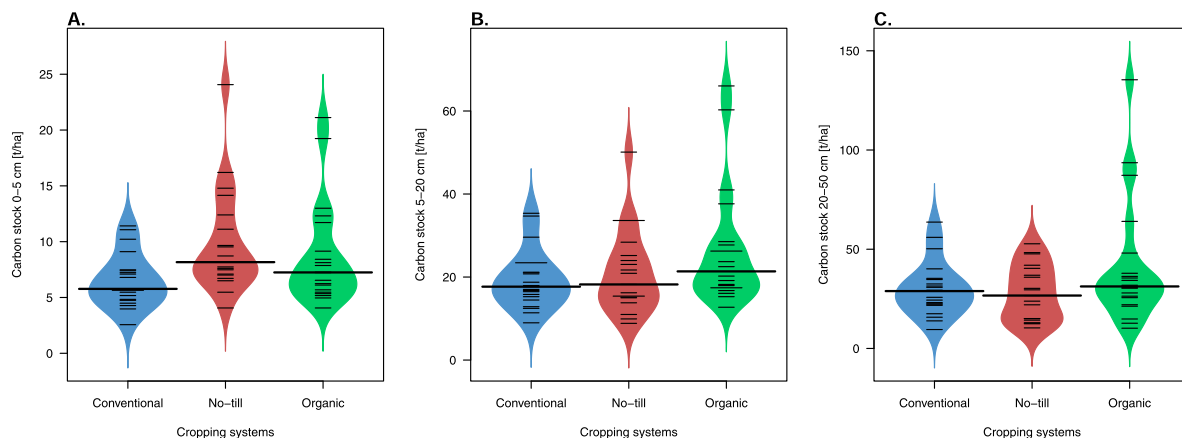 A.
Carbon stock 0−5 cm [t/ha]
25
20
15
10
5
0
Conventional No−till Organic
Cropping systems
B.
Carbon stock 5−20 cm [t/ha]
60
40
20
0
Conventional No−till Organic
Cropping systems
C.
Carbon stock 20−50 cm [t/ha]
150
100
50
0
Conventional No−till Organic
Cropping systems